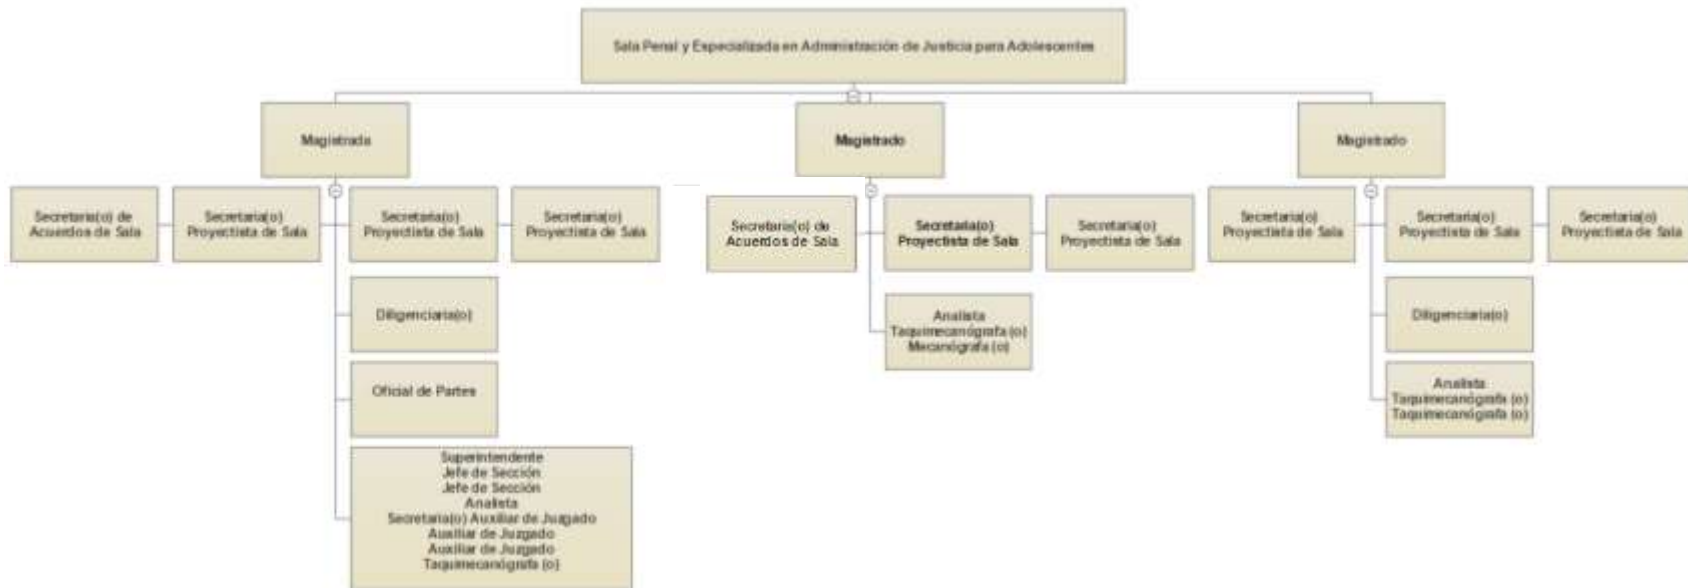 Sala Penal y Especializada en Administración de Justicia para Adolescentes
Magistrada
Magistrado
Magistrado
Secretaria(o) de
Acuerdos de Sala
Secretaria(o)
Proyectista de Sala
Secretaria(o)
Proyectista de Sala
Secretaria(o)
Proyectista de Sala
Secretaria(o) de
Acuerdos de Sala
Secretaria(o)
Proyectista de Sala
Secretaria(o)
Proyectista de Sala
Secretaria(o)
Proyectista de Sala
Secretaria(o)
Proyectista de Sala
Secretaria(o)
Proyectista de Sala
Diligenciaria(o)
Analista
Taquimecanógrafa (o)
Mecanógrafa (o)
Diligenciaria(o)
Oficial de Partes
Analista
Taquimecanógrafa (o)
Taquimecanógrafa (o)
Superintendente
Jefe de Sección
Jefe de Sección
Analista
Secretaria(o) Auxiliar de Juzgado
Auxiliar de Juzgado
Auxiliar de Juzgado
Taquimecanógrafa (o)